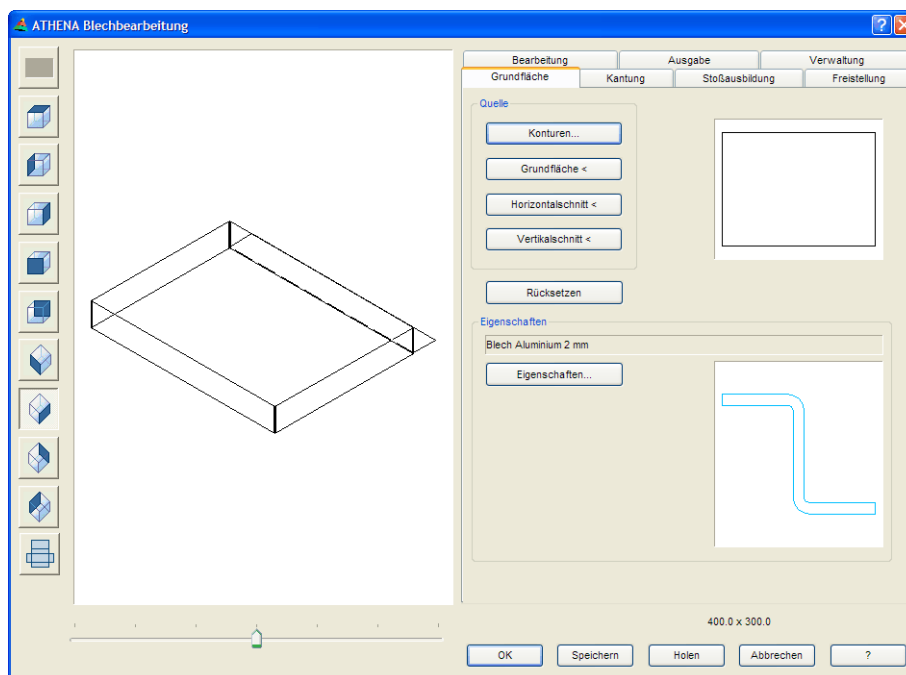 ATHENA Blechbearbeitung
?
X
Bearbeitung Ausgabe Verwaltung
Grundfläche Kantung Stoßausbildung Freistellung
Quelle
Konturen...
Grundfläche <
Horizontalschnitt <
Vertikalschnitt <
Rücksetzen
Eigenschaften
Blech Aluminium 2 mm
Eigenschaften...
400.0 x 300.0
OK Speichern Holen Abbrechen ?